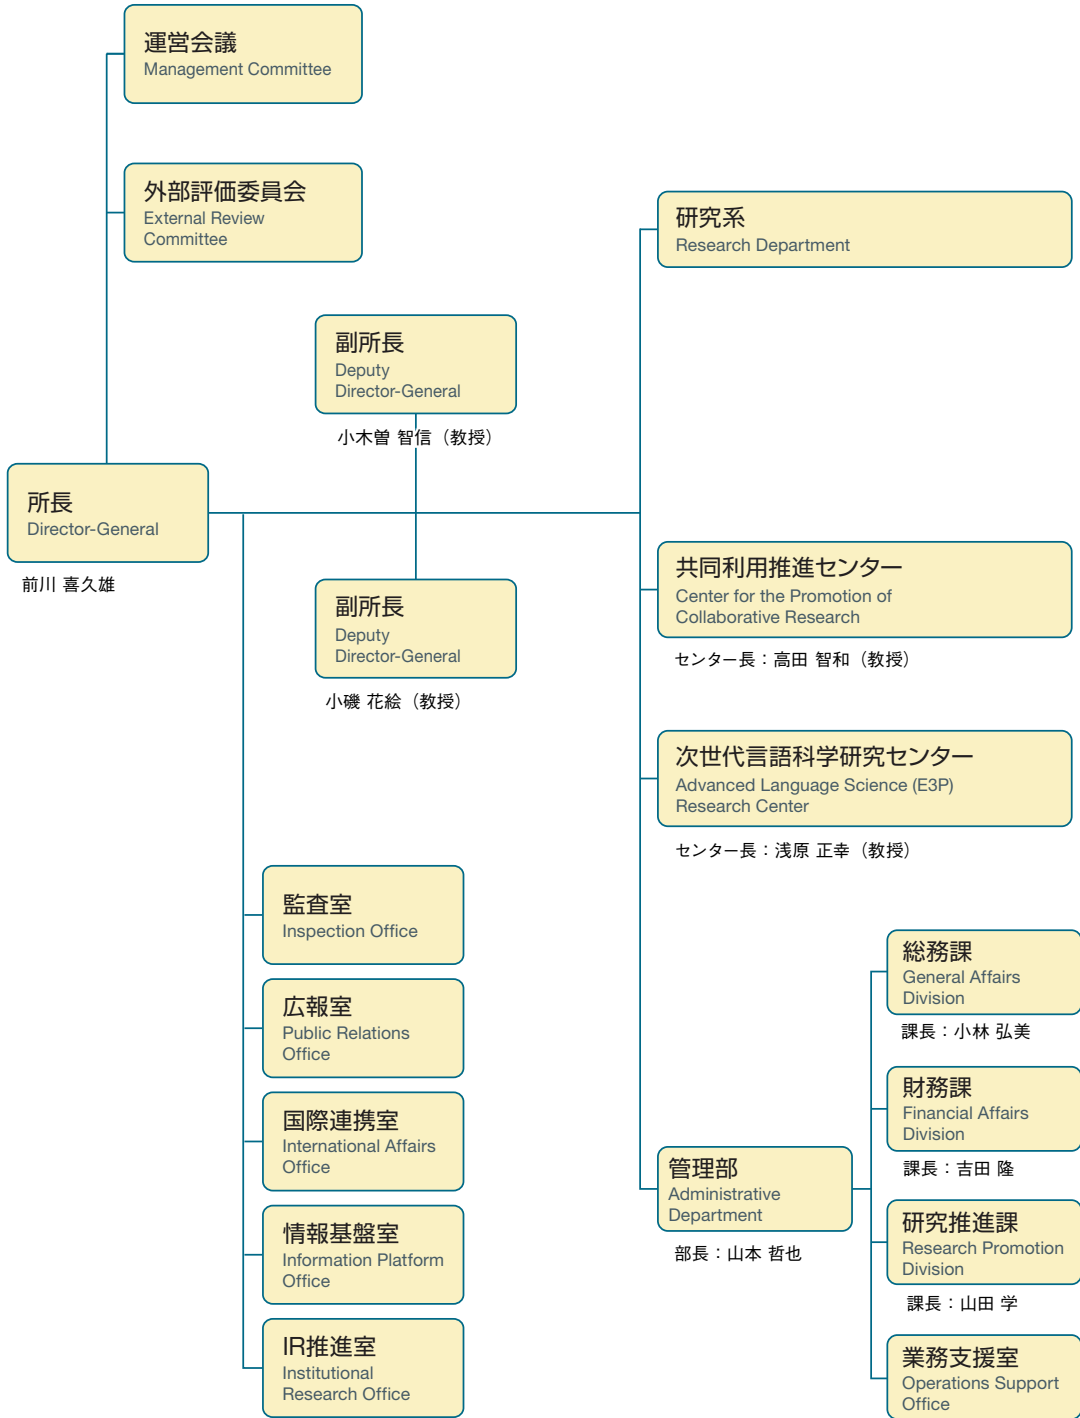 運営会議
Management Committee
外部評価委員会
External Review
Committee
研究系
Research Department
副所長
Deputy
Director-General
小木曽 智信（教授）
所長
Director-General
前川 喜久雄
副所長
Deputy
Director-General
小磯 花絵（教授）
共同利用推進センター
Center for the Promotion of
Collaborative Research
センター長：高田 智和（教授）
次世代言語科学研究センター
Advanced Language Science (E3P)
Research Center
センター長：浅原 正幸（教授）
監査室
Inspection Office
広報室
Public Relations
Office
国際連携室
International Affairs
Office
情報基盤室
Information Platform
Office
IR推進室
Institutional
Research Office
管理部
Administrative
Department
部長：山本 哲也
総務課
General Affairs
Division
課長：小林 弘美
財務課
Financial Affairs
Division
課長：吉田 隆
研究推進課
Research Promotion
Division
課長：山田 学
業務支援室
Operations Support
Office